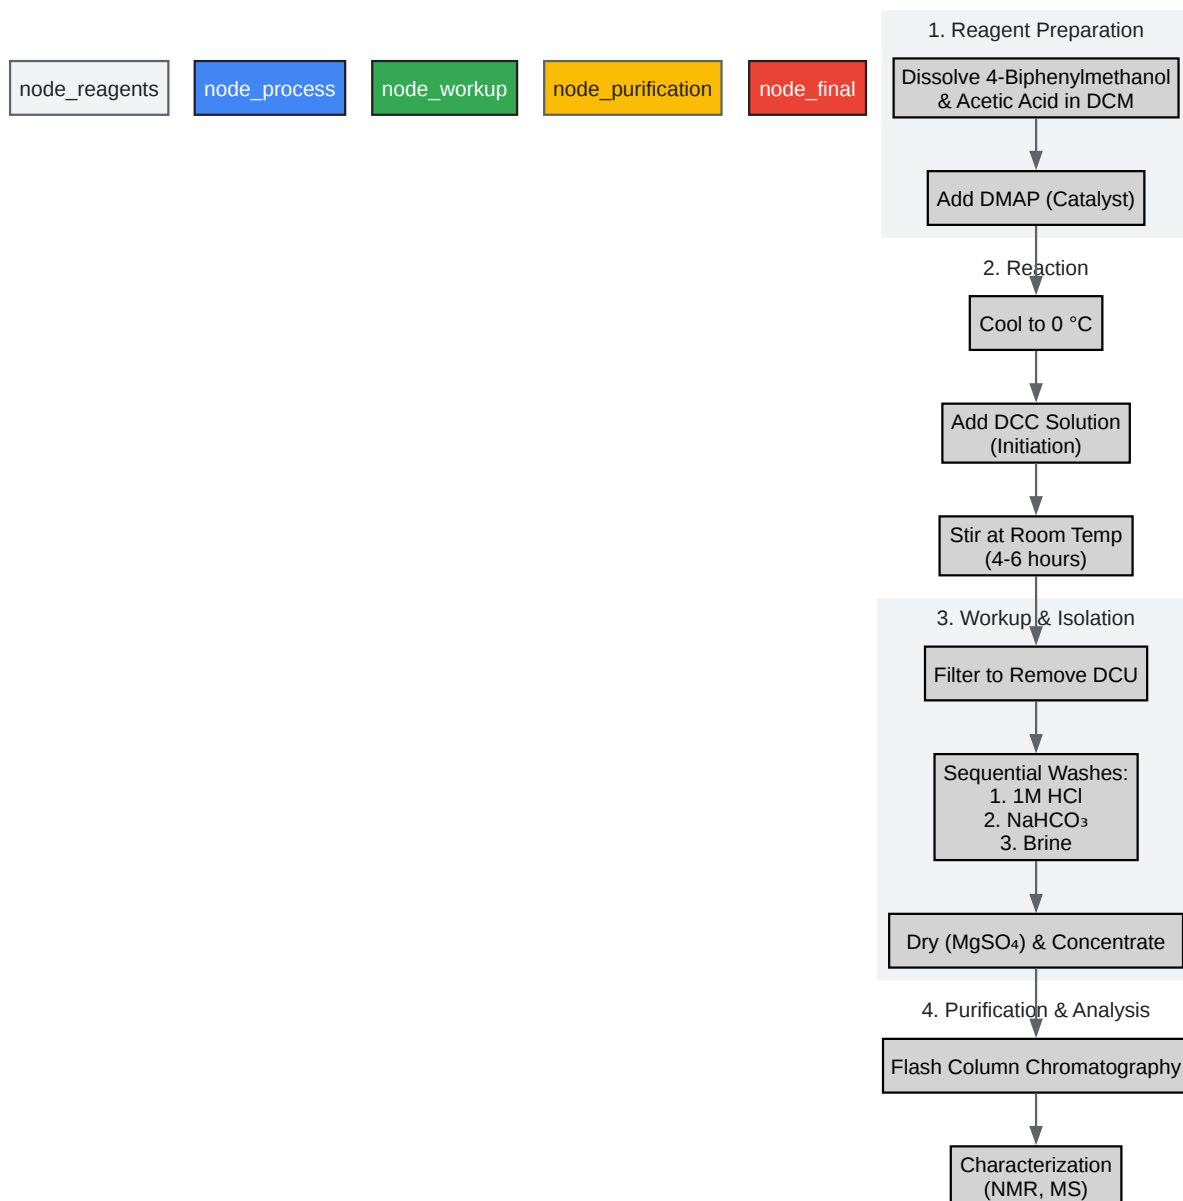 node_reagents
node_process
node_workup
node_purification
node_final
1. Reagent Preparation
Dissolve 4-Biphenylmethanol
& Acetic Acid in DCM
Add DMAP (Catalyst)
2. Reaction
Cool to 0 °C
Add DCC Solution
(Initiation)
Stir at Room Temp
(4-6 hours)
3. Workup & Isolation
Filter to Remove DCU
Sequential Washes:
1. 1M HCl
2. NaHCO₃
3. Brine
Dry (MgSO₄) & Concentrate
4. Purification & Analysis
Flash Column Chromatography
Characterization
(NMR, MS)